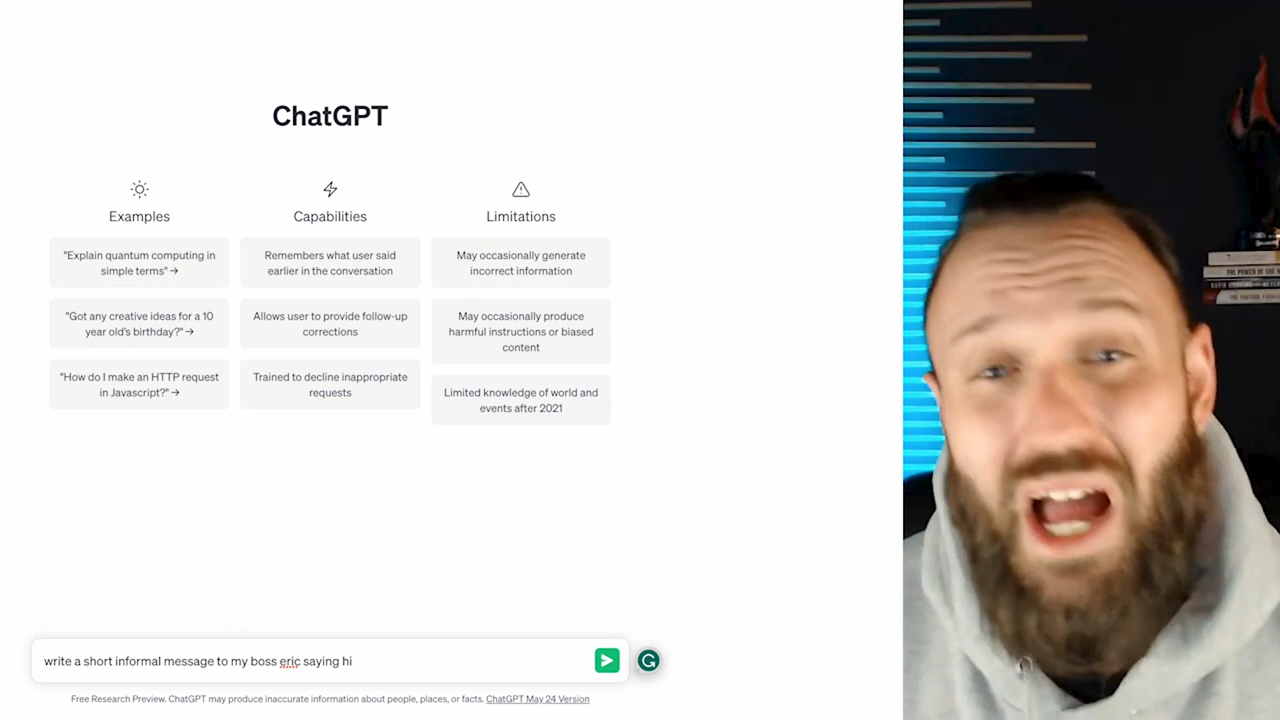 ChatGPT
Examples
"Explain quantum computing in
simple terms" →
"Got any creative ideas for a 10
year old's birthday?" →
"How do I make an HTTP request
in Javascript?" →
Capabilities
Remembers what user said
earlier in the conversation
Allows user to provide follow-up
corrections
Trained to decline inappropriate
requests
Limitations
May occasionally generate
incorrect information
May occasionally produce
harmful instructions or biased
content
Limited knowledge of world and
events after 2021
write a short informal message to my boss eric saying hi
Free Research Preview. ChatGPT may produce inaccurate information about people, places, or facts. ChatGPT May 24 Version
THE POWER OF